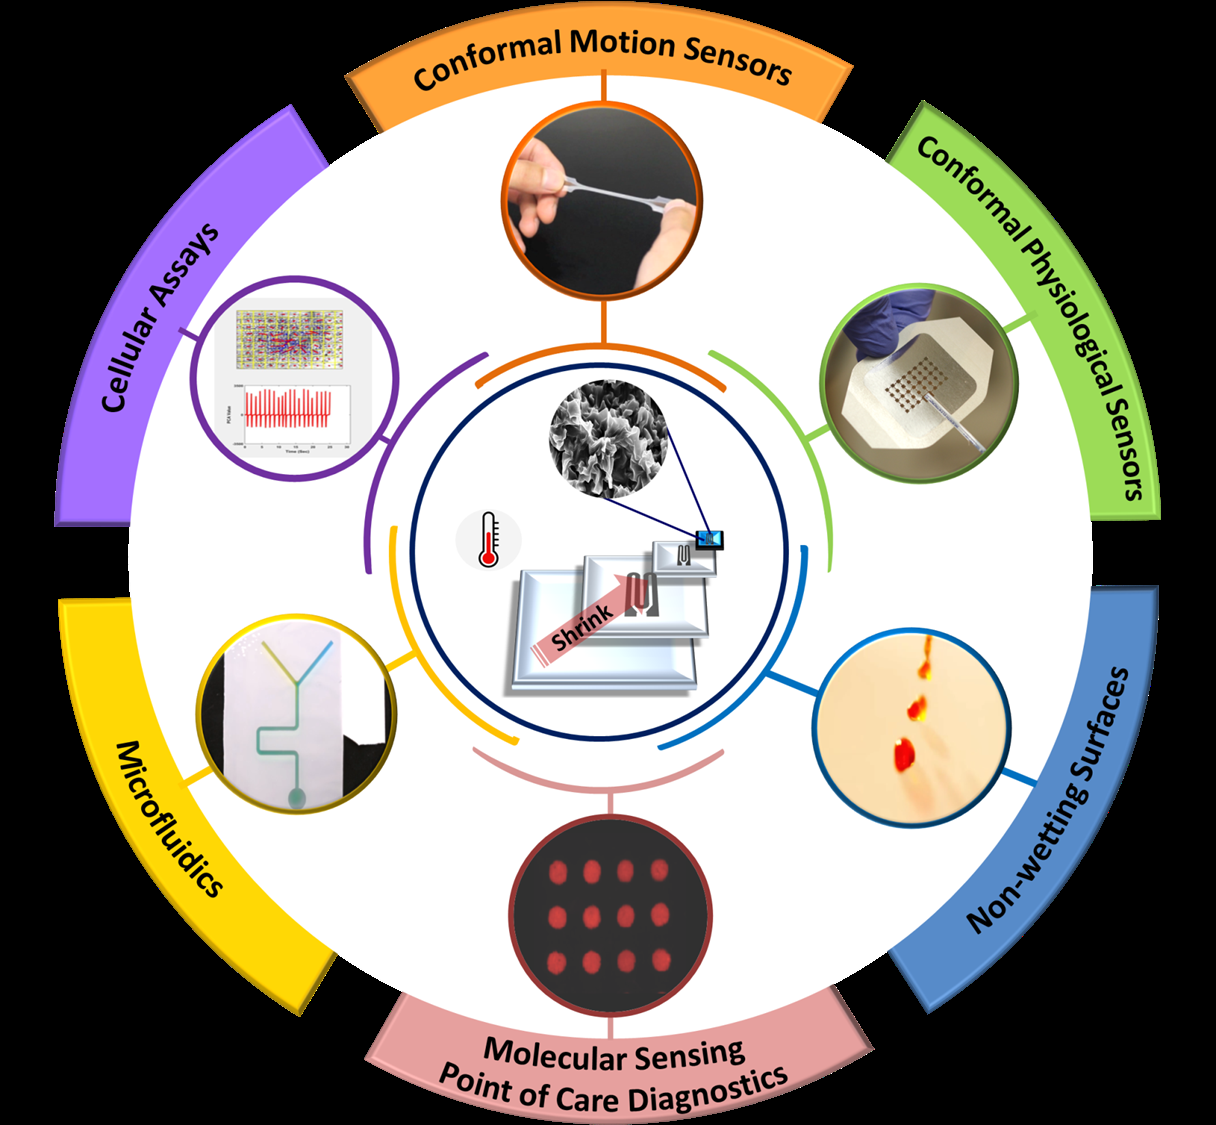 Conformal Motion Sensors
Conformal Physiological Sensors
Non-wetting Surfaces
Molecular Sensing
Point of Care Diagnostics
Microfluidics
Cellular Assays
Shrink
Time (Sec)